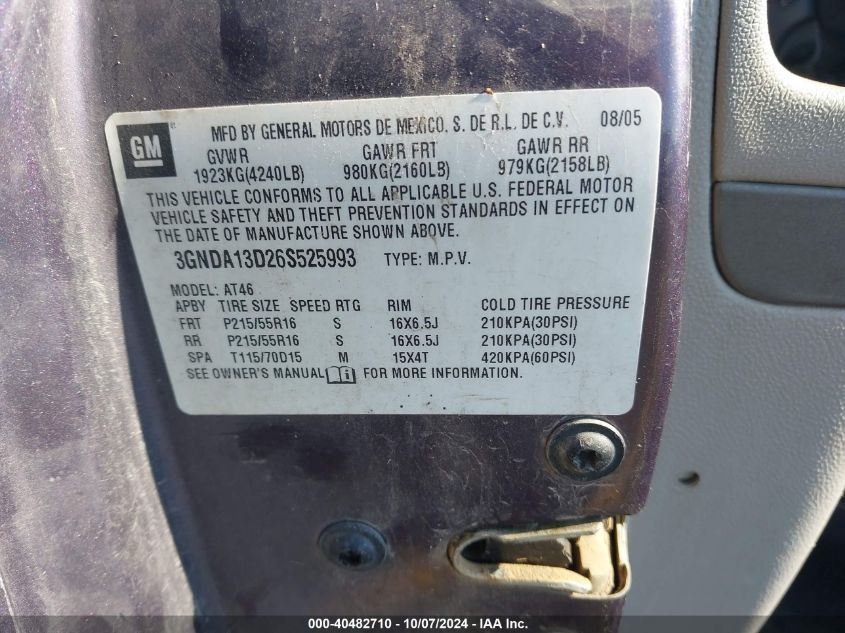 GM
MFD BY GENERAL MOTORS DE MEXICO, S. DE R.L. DE C.V. 08/05
GVWR GAWR FRT GAWR RR
1923KG(4240LB) 980KG(2160LB) 979KG(2158LB)
THIS VEHICLE CONFORMS TO ALL APPLICABLE U.S. FEDERAL MOTOR
VEHICLE SAFETY AND THEFT PREVENTION STANDARDS IN EFFECT ON
THE DATE OF MANUFACTURE SHOWN ABOVE.
3GNDA13D26S525993 TYPE: M.P.V.
MODEL: AT46
APBY TIRE SIZE SPEED RTG RIM COLD TIRE PRESSURE
FRT P215/55R16 S 16X6.5J 210KPA(30PSI)
RR P215/55R16 S 16X6.5J 210KPA(30PSI)
SPA T115/70D15 M 15X4T 420KPA(60PSI)
SEE OWNER'S MANUAL FOR MORE INFORMATION.
000-40482710 - 10/07/2024 - IAA Inc.